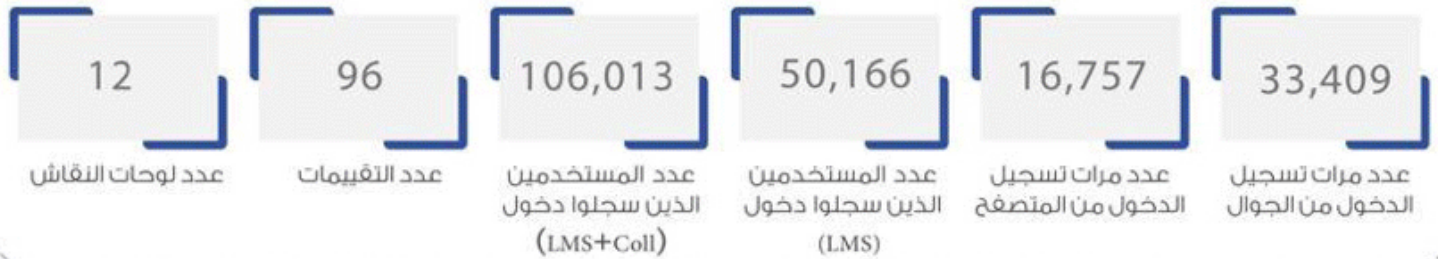 33,409
عدد مرات تسجيل
الدخول من الجوال
16,757
عدد مرات تسجيل
الدخول من المتصفح
50,166
عدد المستخدمين
الذين سجلوا دخول
(LMS)
106,013
عدد المستخدمين
الذين سجلوا دخول
(LMS+Coll)
96
عدد التقييمات
12
عدد لوحات النقاش